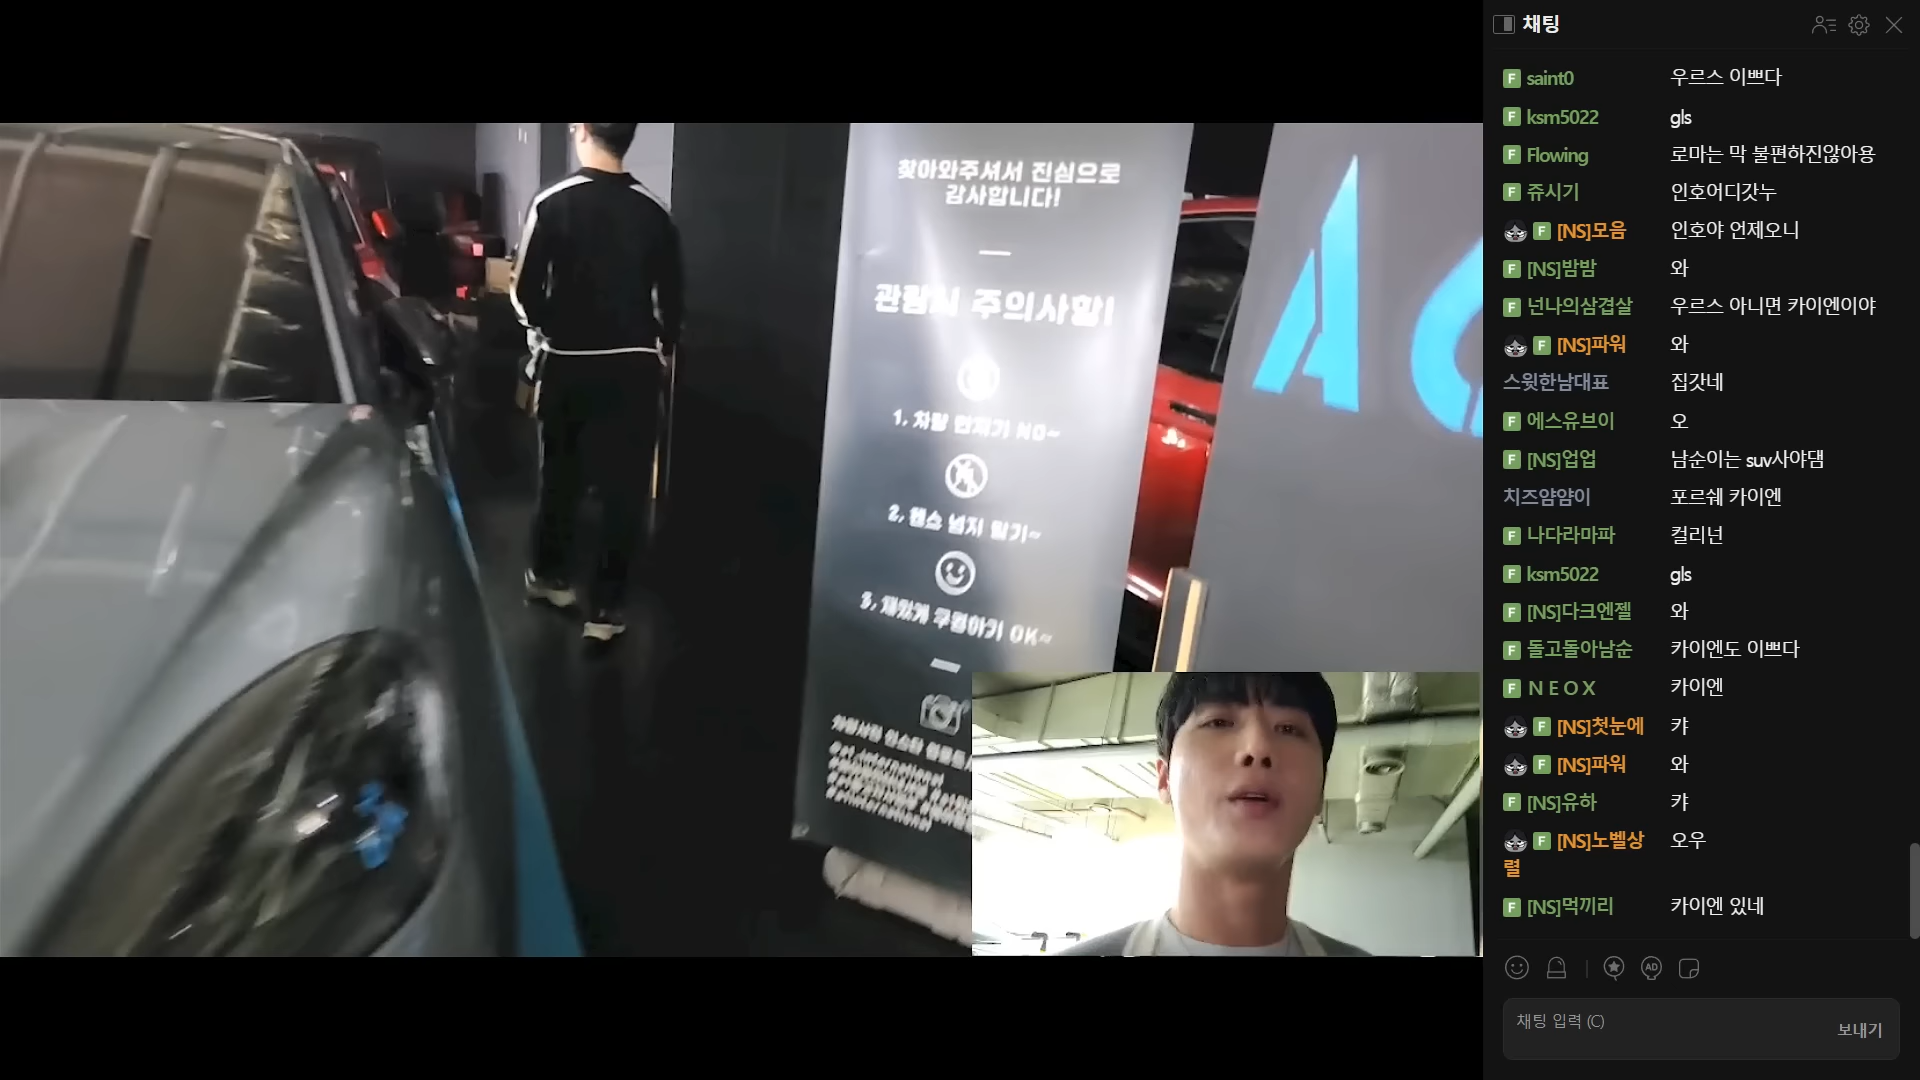 찾아와주셔서 진심으로
감사합니다!
관람시 주의사항!
1. 차량 만지기 NO~
2. 펜스 넘지 말기~
3. 재밌게 구경하기 OK~
채팅
saint0 우르스 이쁘다
ksm5022 gls
Flowing 로마는 막 불편하진않아용
쥬시기 인호어디갓누
[NS]모음 인호야 언제오니
[NS]밤밤 와
넌나의삼겹살 우르스 아니면 카이엔이야
[NS]파워 와
스윗한남대표 집갓네
에스유브이 오
[NS]업업 남순이는 suv사야댐
치즈얌얌이 포르쉐 카이엔
나다라마파 컬리넌
ksm5022 gls
[NS]다크엔젤 와
돌고돌아남순 카이엔도 이쁘다
N E O X 카이엔
[NS]첫눈에 캬
[NS]파워 와
[NS]유하 캬
[NS]노벨상렬 오우
[NS]먹끼리 카이엔 있네
채팅 입력 (C)
보내기